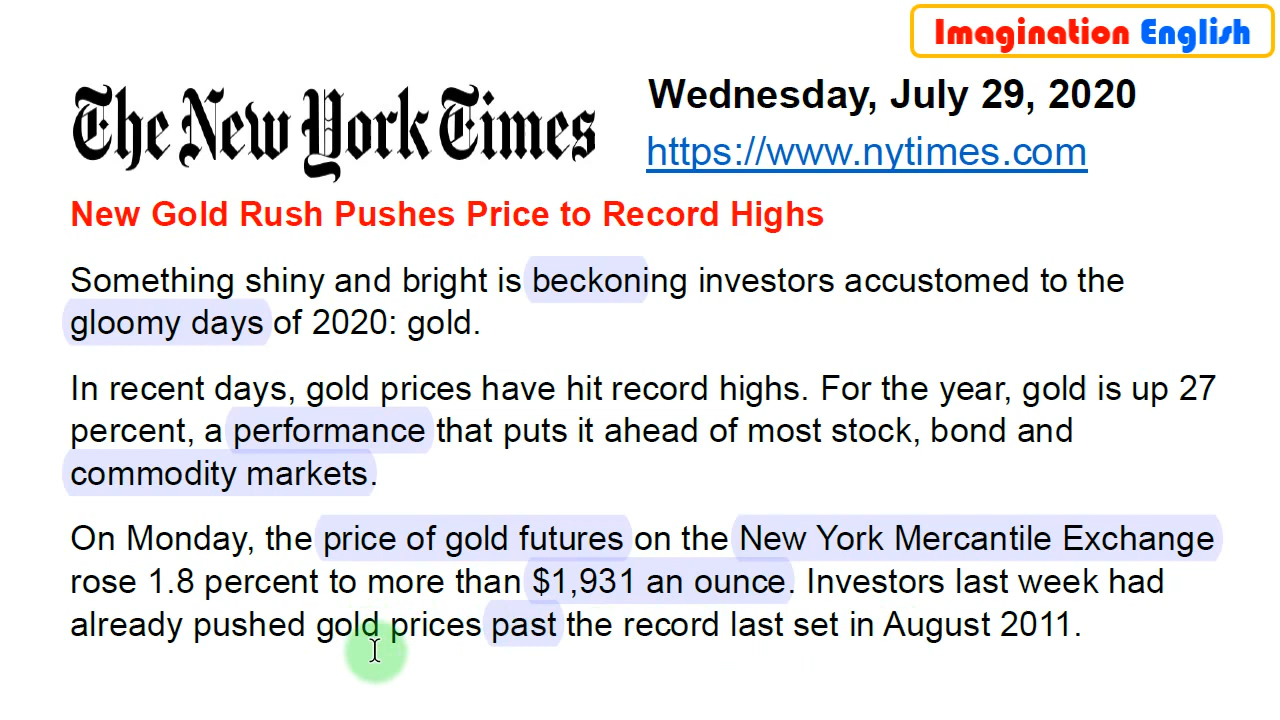 Imagination English
The New York Times
Wednesday, July 29, 2020
https://www.nytimes.com
New Gold Rush Pushes Price to Record Highs
Something shiny and bright is beckoning investors accustomed to the
gloomy days of 2020: gold.
In recent days, gold prices have hit record highs. For the year, gold is up 27
percent, a performance that puts it ahead of most stock, bond and
commodity markets.
On Monday, the price of gold futures on the New York Mercantile Exchange
rose 1.8 percent to more than $1,931 an ounce. Investors last week had
already pushed gold prices past the record last set in August 2011.